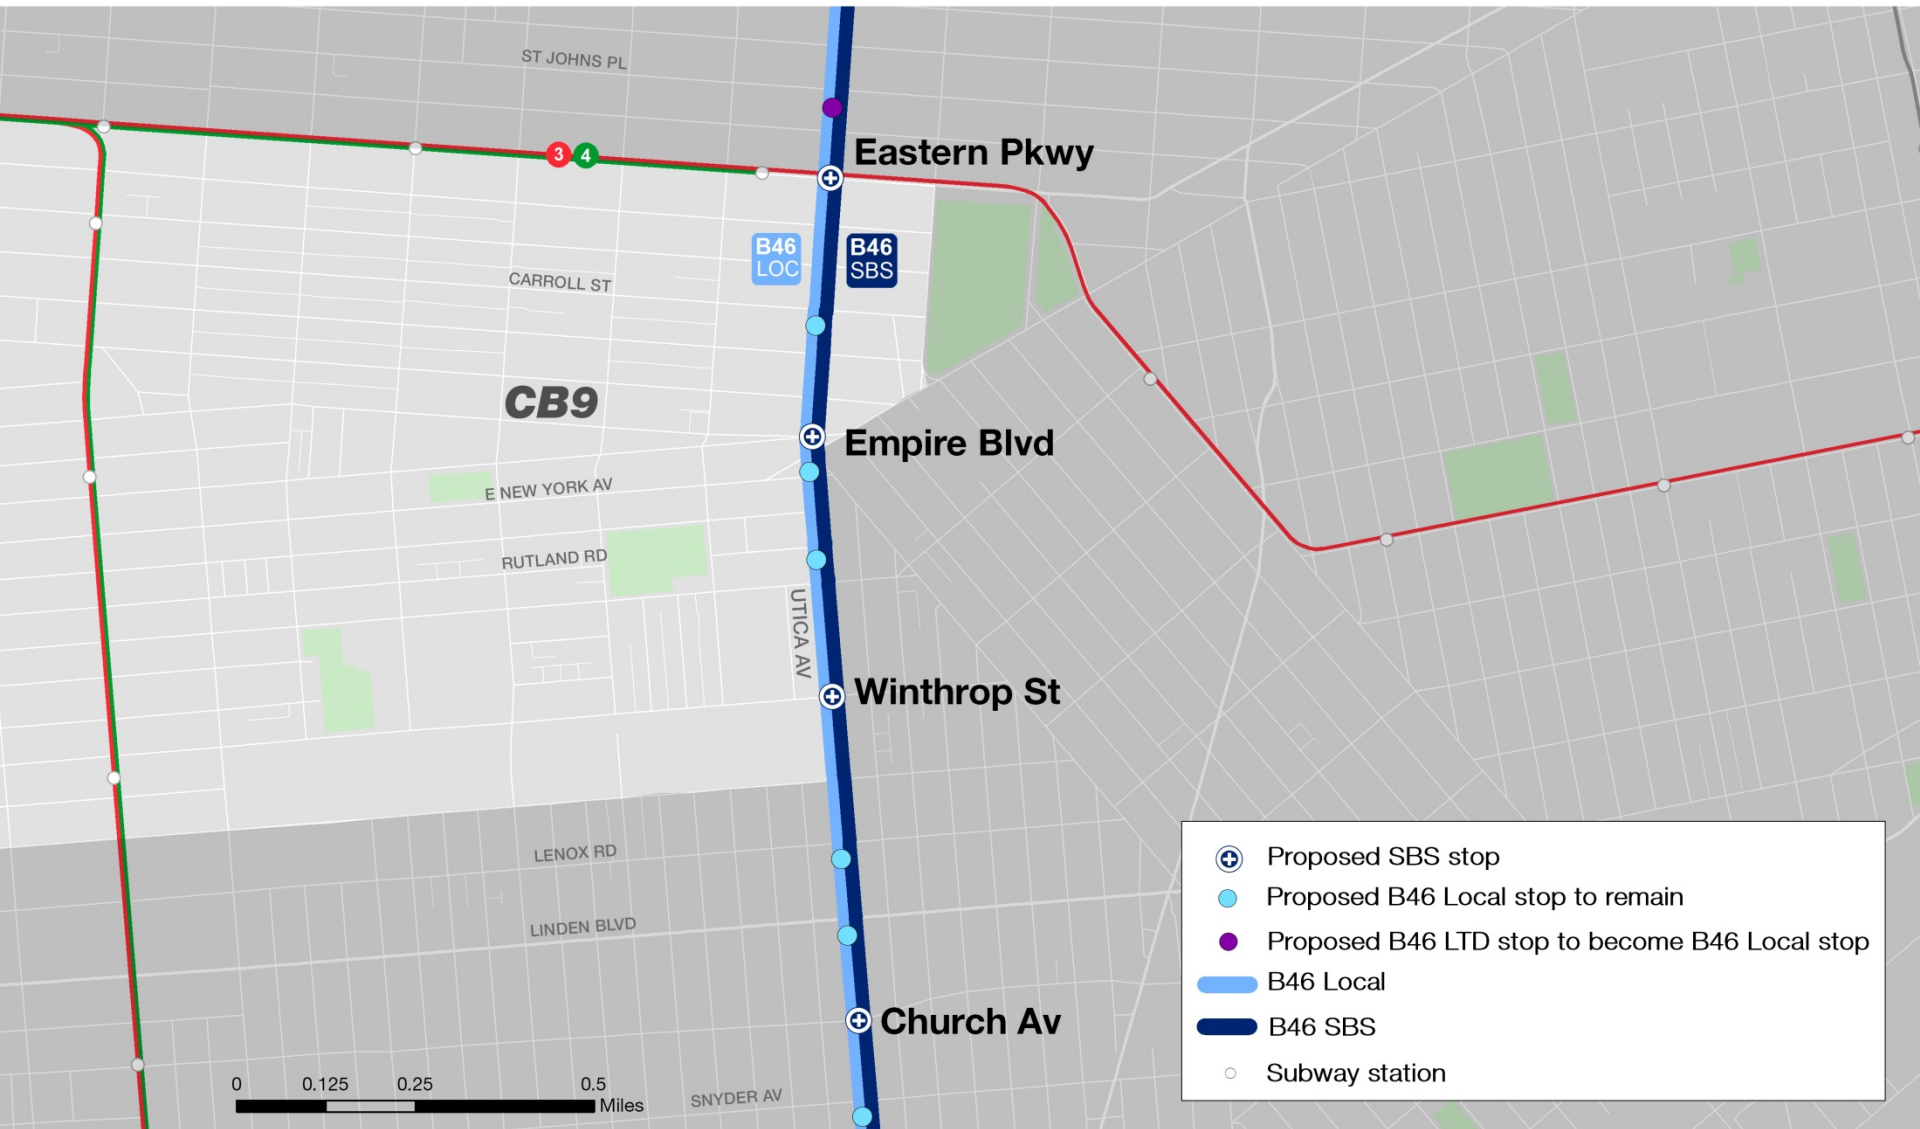 ST JOHNS PL
Eastern Pkwy
3 4
B46
LOC
B46
SBS
CARROLL ST
CB9
Empire Blvd
E NEW YORK AV
RUTLAND RD
UTICA AV
Winthrop St
LENOX RD
LINDEN BLVD
Church Av
SNYDER AV
0 0.125 0.25 0.5
Miles
Proposed SBS stop
Proposed B46 Local stop to remain
Proposed B46 LTD stop to become B46 Local stop
B46 Local
B46 SBS
Subway station